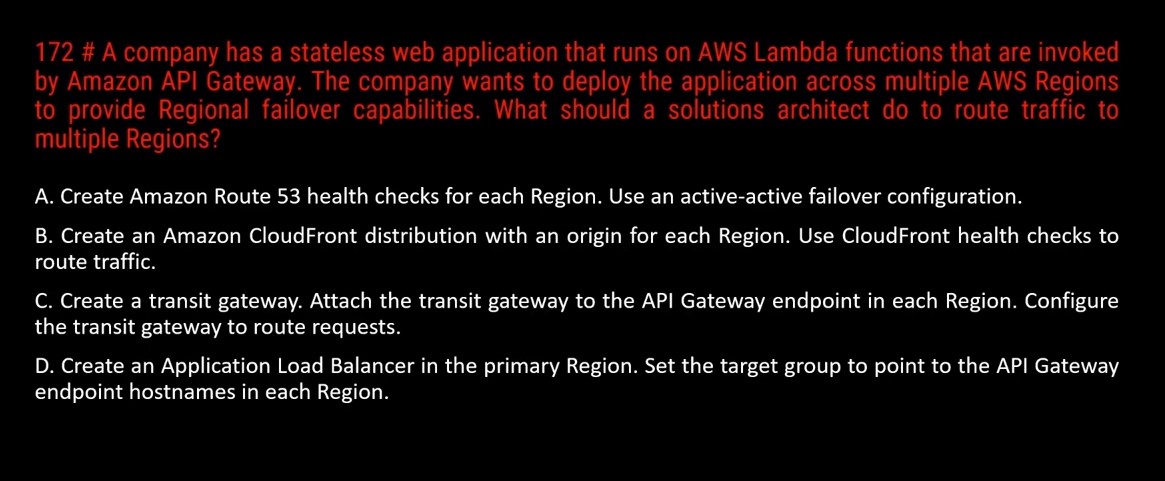 172 # A company has a stateless web application that runs on AWS Lambda functions that are invoked
by Amazon API Gateway. The company wants to deploy the application across multiple AWS Regions
to provide Regional failover capabilities. What should a solutions architect do to route traffic to
multiple Regions?
A. Create Amazon Route 53 health checks for each Region. Use an active-active failover configuration.
B. Create an Amazon CloudFront distribution with an origin for each Region. Use CloudFront health checks to
route traffic.
C. Create a transit gateway. Attach the transit gateway to the API Gateway endpoint in each Region. Configure
the transit gateway to route requests.
D. Create an Application Load Balancer in the primary Region. Set the target group to point to the API Gateway
endpoint hostnames in each Region.